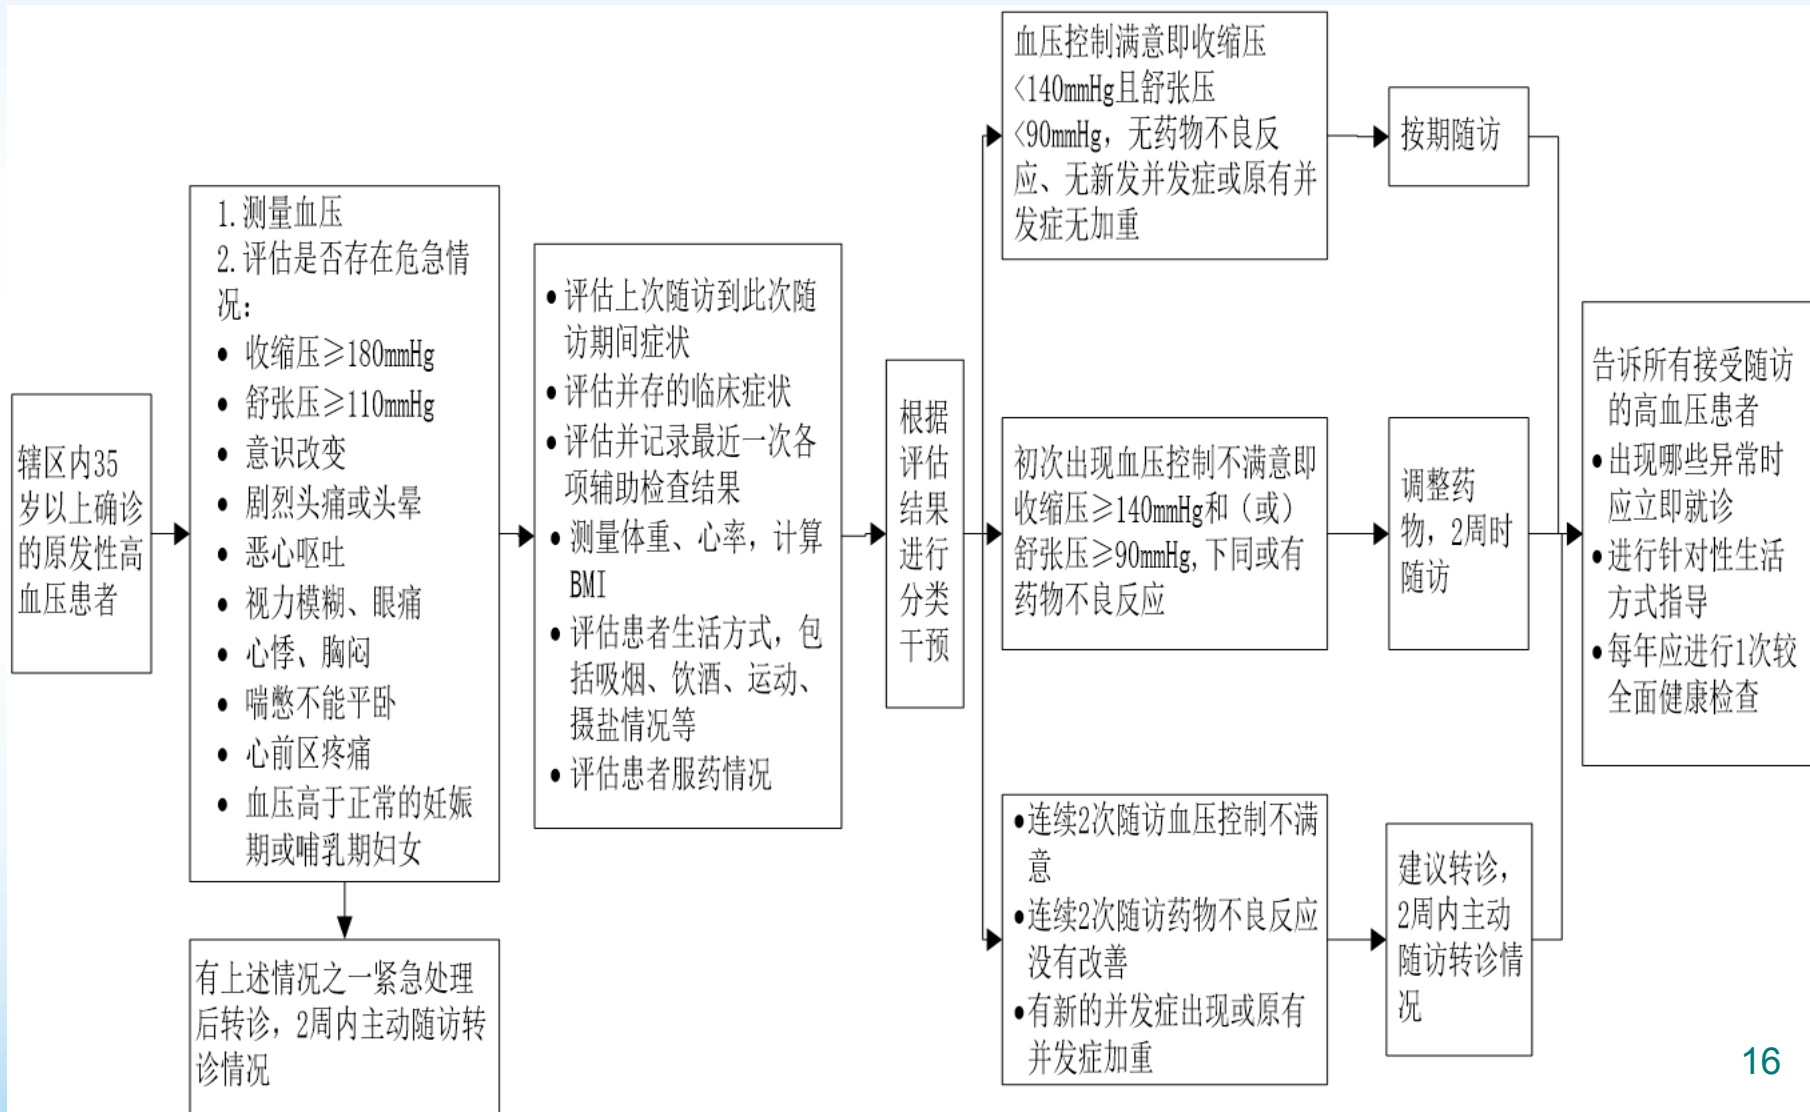 辖区内35
岁以上确诊
的原发性高
血压患者
1.测量血压
2.评估是否存在危急情
况:
• 收缩压≥180mmHg
• 舒张压≥110mmHg
• 意识改变
• 剧烈头痛或头晕
• 恶心呕吐
• 视力模糊、眼痛
• 心悸、胸闷
• 喘憋不能平卧
• 心前区疼痛
• 血压高于正常的妊娠
期或哺乳期妇女
有上述情况之一紧急处理
后转诊, 2周内主动随访转
诊情况
•评估上次随访到此次随
访期间症状
•评估并存的临床症状
•评估并记录最近一次各
项辅助检查结果
•测量体重、心率, 计算
BMI
•评估患者生活方式, 包
括吸烟、饮酒、运动、
摄盐情况等
•评估患者服药情况
根据
评估
结果
进行
分类
干预
血压控制满意即收缩压
<140mmHg且舒张压
<90mmHg, 无药物不良反
应、无新发并发症或原有并
发症无加重
按期随访
初次出现血压控制不满意即
收缩压≥140mmHg和（或）
舒张压≥90mmHg,下同或有
药物不良反应
调整药
物, 2周时
随访
•连续2次随访血压控制不满
意
•连续2次随访药物不良反应
没有改善
•有新的并发症出现或原有
并发症加重
建议转诊,
2周内主动
随访转诊情
况
告诉所有接受随访
的高血压患者
•出现哪些异常时
应立即就诊
•进行针对性生活
方式指导
•每年应进行1次较
全面健康检查
16